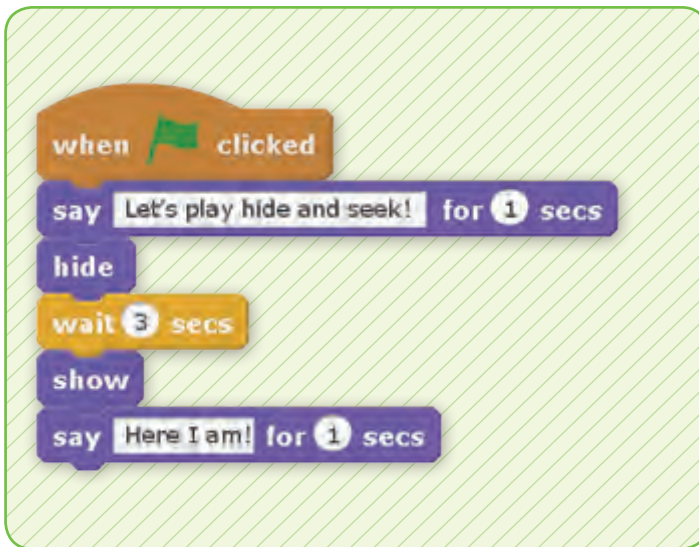 when clicked
say Let's play hide and seek! for 1 secs
hide
wait 3 secs
show
say Here I am! for 1 secs